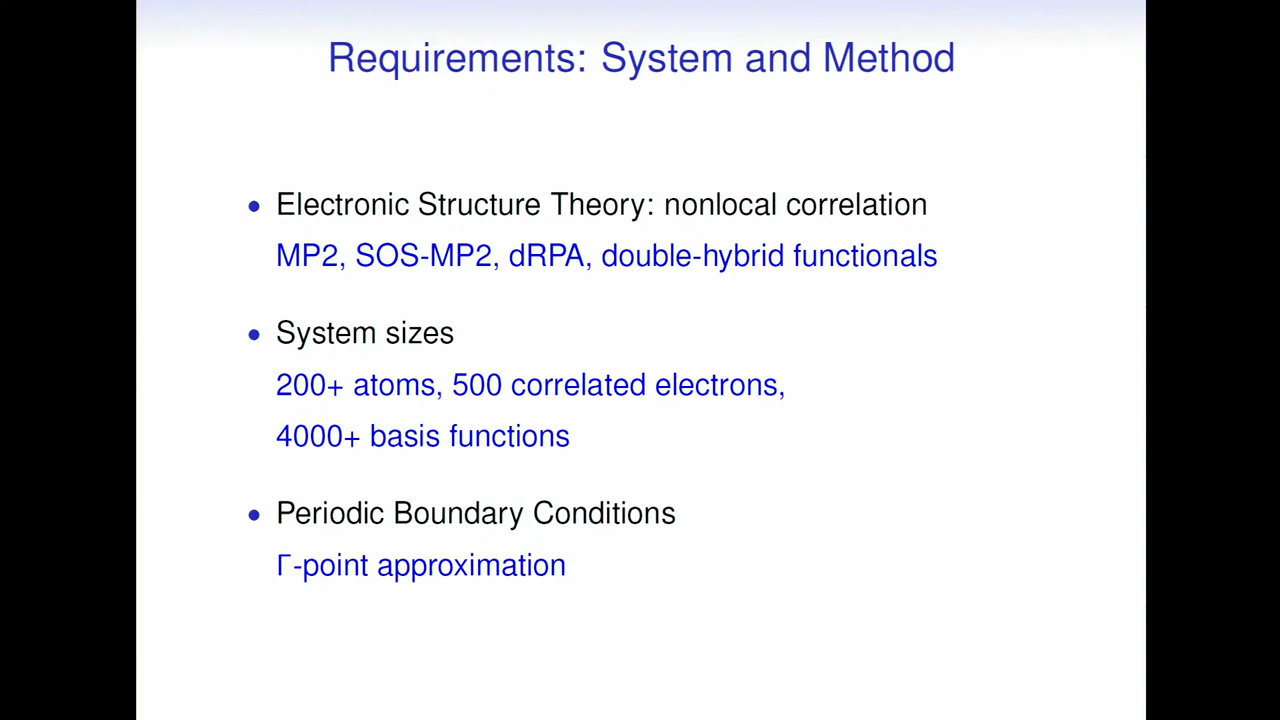 Requirements: System and Method
• Electronic Structure Theory: nonlocal correlation
MP2, SOS-MP2, dRPA, double-hybrid functionals
• System sizes
200+ atoms, 500 correlated electrons,
4000+ basis functions
• Periodic Boundary Conditions
Γ-point approximation